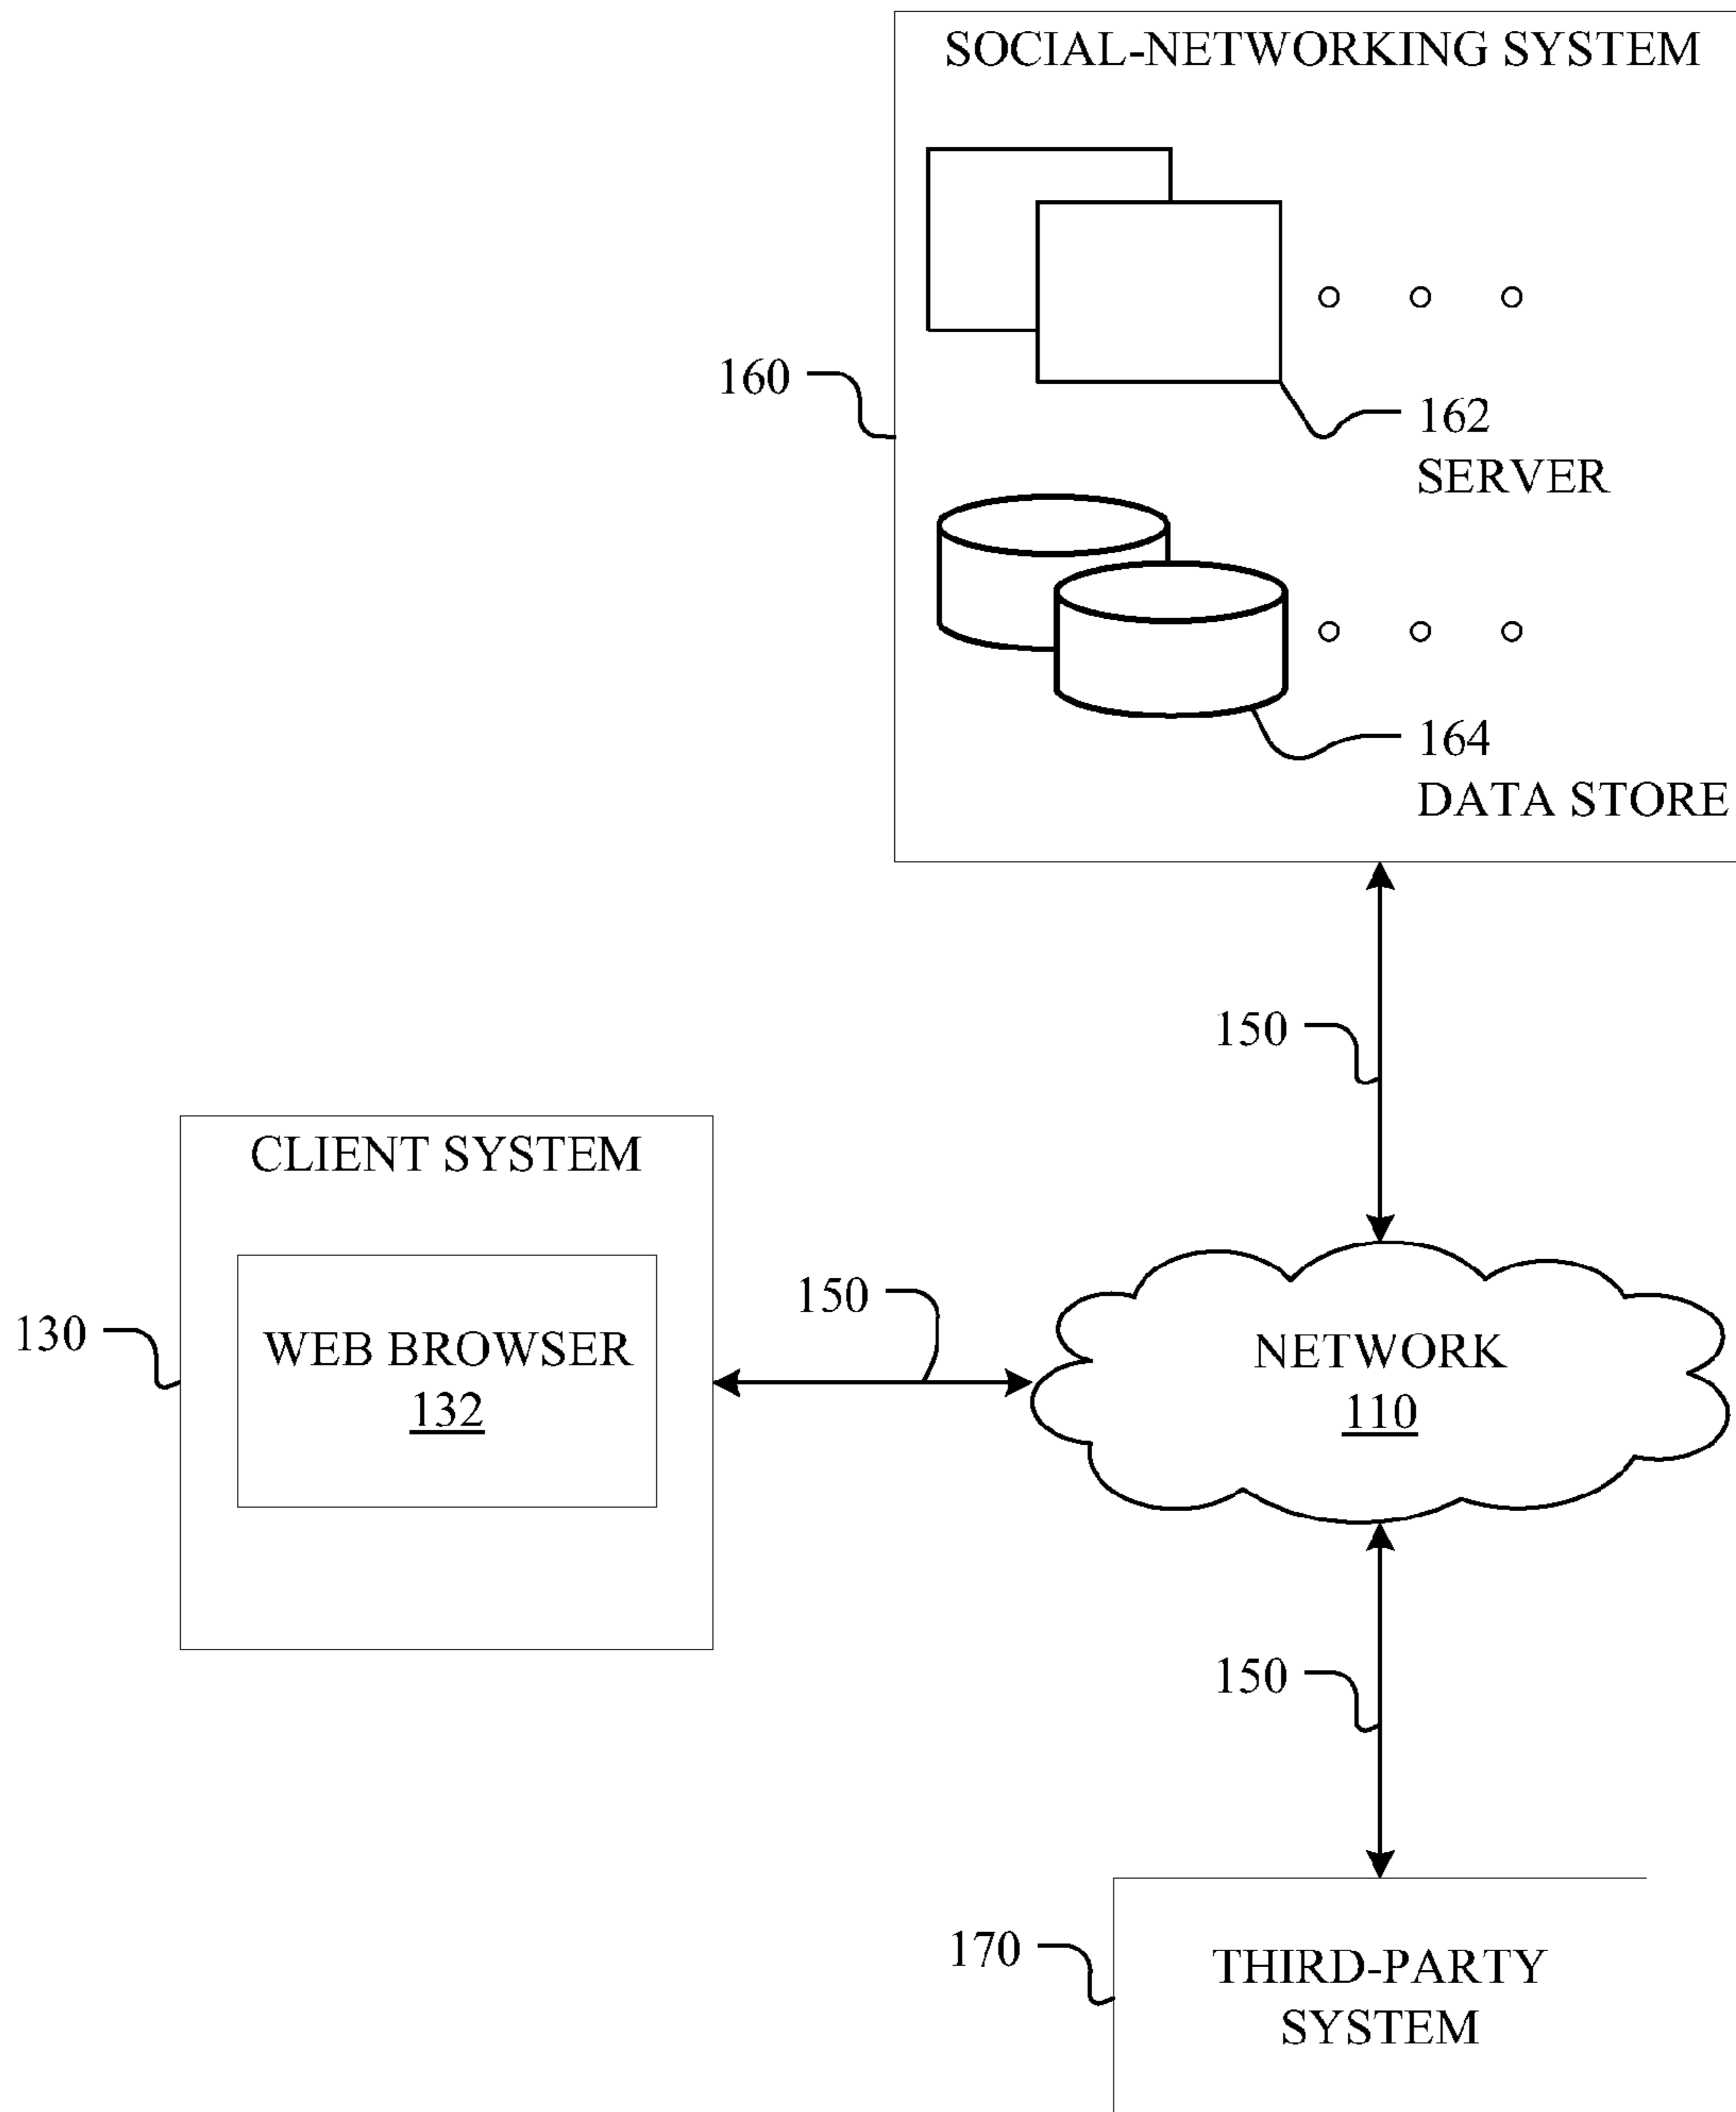 SOCIAL-NETWORKING SYSTEM
160
162
SERVER
164
DATA STORE
150
CLIENT SYSTEM
130
WEB BROWSER
132
150
NETWORK
110
150
170
THIRD-PARTY
SYSTEM